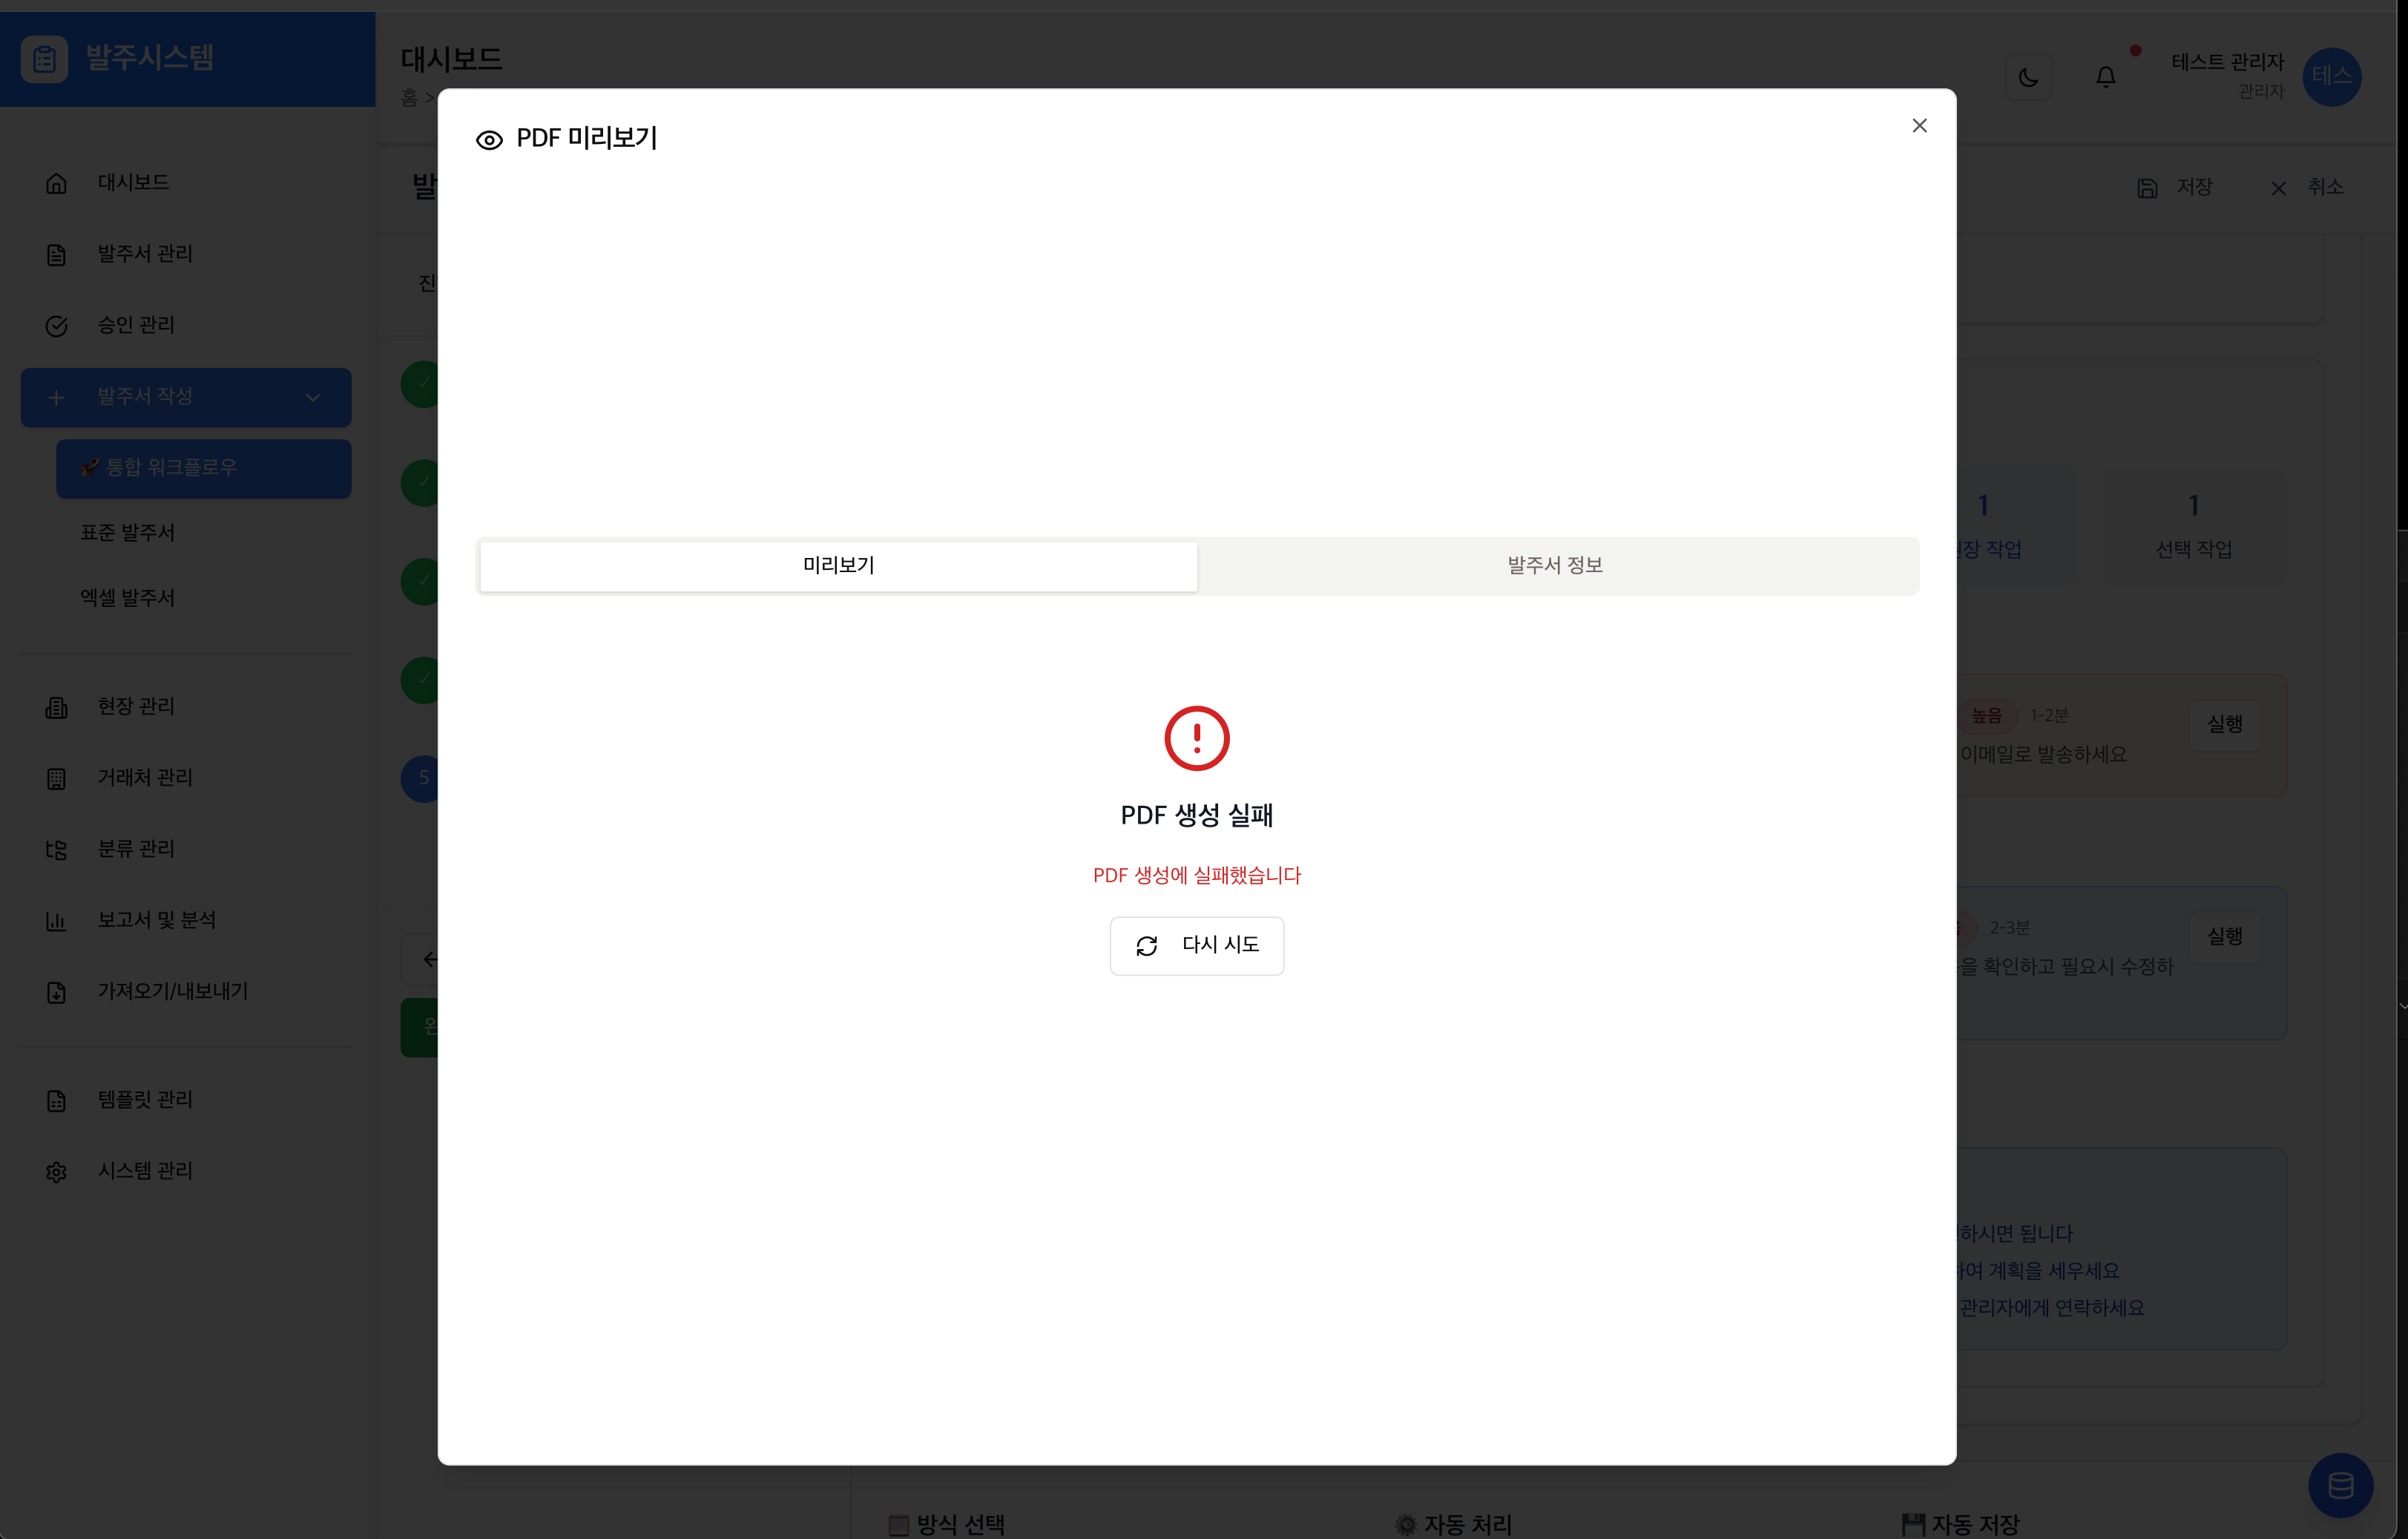 발주시스템
대시보드
발주서 관리
승인 관리
발주서 작성
통합 워크플로우
표준 발주서
엑셀 발주서
현장 관리
거래처 관리
분류 관리
보고서 및 분석
가져오기/내보내기
템플릿 관리
시스템 관리
대시보드
홈 >
테스트 관리자
관리자
테스
발
저장
취소
진
5
PDF 미리보기
미리보기
발주서 정보
PDF 생성 실패
PDF 생성에 실패했습니다
다시 시도
1
작업
1
선택 작업
높음
1-2분
실행
이메일로 발송하세요
2-3분
실행
확인하고 필요시 수정하
하시면 됩니다
하여 계획을 세우세요
관리자에게 연락하세요
방식 선택
자동 처리
자동 저장